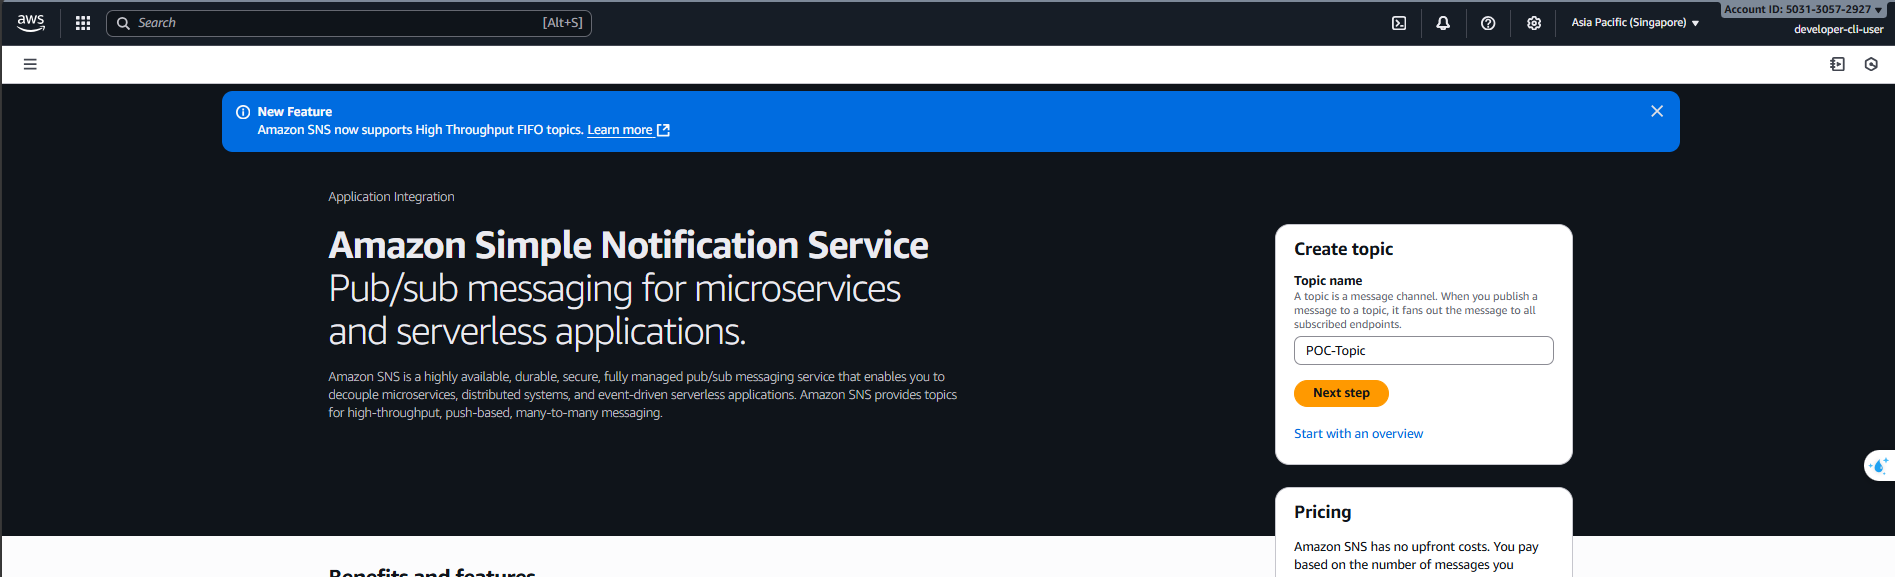 aws
Search
[Alt+S]
Asia Pacific (Singapore)
Account ID: 5031-3057-2927
developer-cli-user
New Feature
Amazon SNS now supports High Throughput FIFO topics. Learn more
Application Integration
Amazon Simple Notification Service
Pub/sub messaging for microservices
and serverless applications.
Amazon SNS is a highly available, durable, secure, fully managed pub/sub messaging service that enables you to
decouple microservices, distributed systems, and event-driven serverless applications. Amazon SNS provides topics
for high-throughput, push-based, many-to-many messaging.
Create topic
Topic name
A topic is a message channel. When you publish a
message to a topic, it fans out the message to all
subscribed endpoints.
POC-Topic
Next step
Start with an overview
Pricing
Amazon SNS has no upfront costs. You pay
based on the number of messages you
Benefits and features